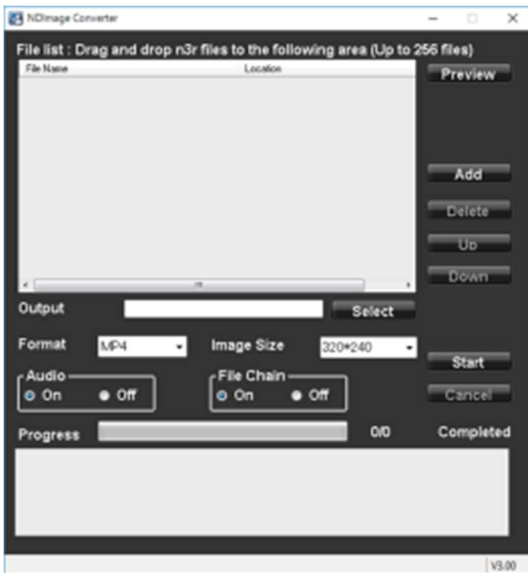 NDImage Converter
File list : Drag and drop n3r files to the following area (Up to 256 files)
File Name Location
Preview
Add
Delete
Up
Down
Output Select
Format MP4 Image Size 320*240
Start
Audio File Chain
On Off On Off
Cancel
Progress 0/0 Completed
V3.00